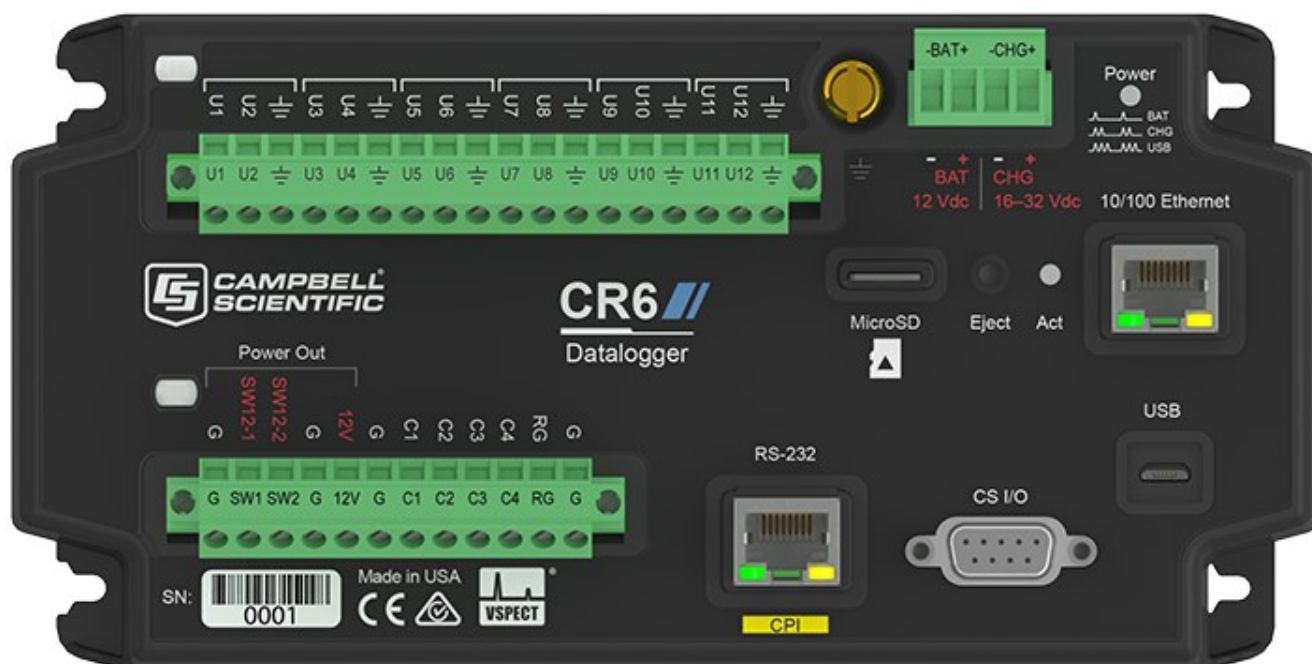 -BAT+ -CHG+
Power
BAT
CHG
USB
U1 U2 U3 U4 U5 U6 U7 U8 U9 U10 U11 U12
U1 U2 U3 U4 U5 U6 U7 U8 U9 U10 U11 U12
- + - +
BAT CHG
12 Vdc 16–32 Vdc
10/100 Ethernet
CAMPBELL®
SCIENTIFIC
CR6
Datalogger
MicroSD Eject Act
Power Out
G SW12-1 SW12-2 G 12V G C1 C2 C3 C4 RG G
G SW1 SW2 G 12V G C1 C2 C3 C4 RG G
USB
RS-232
CS I/O
SN:
0001
Made in USA
CE
VSPECT®
CPI